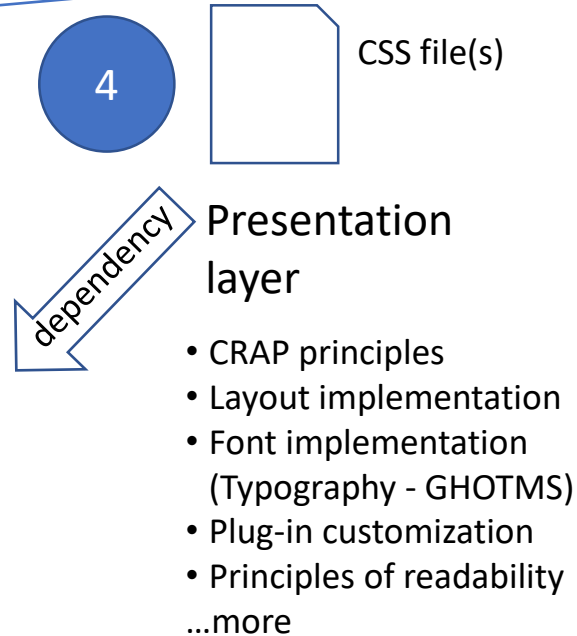 4
CSS file(s)
dependency
Presentation
layer
• CRAP principles
• Layout implementation
• Font implementation
(Typography - GHOTMS)
• Plug-in customization
• Principles of readability
...more